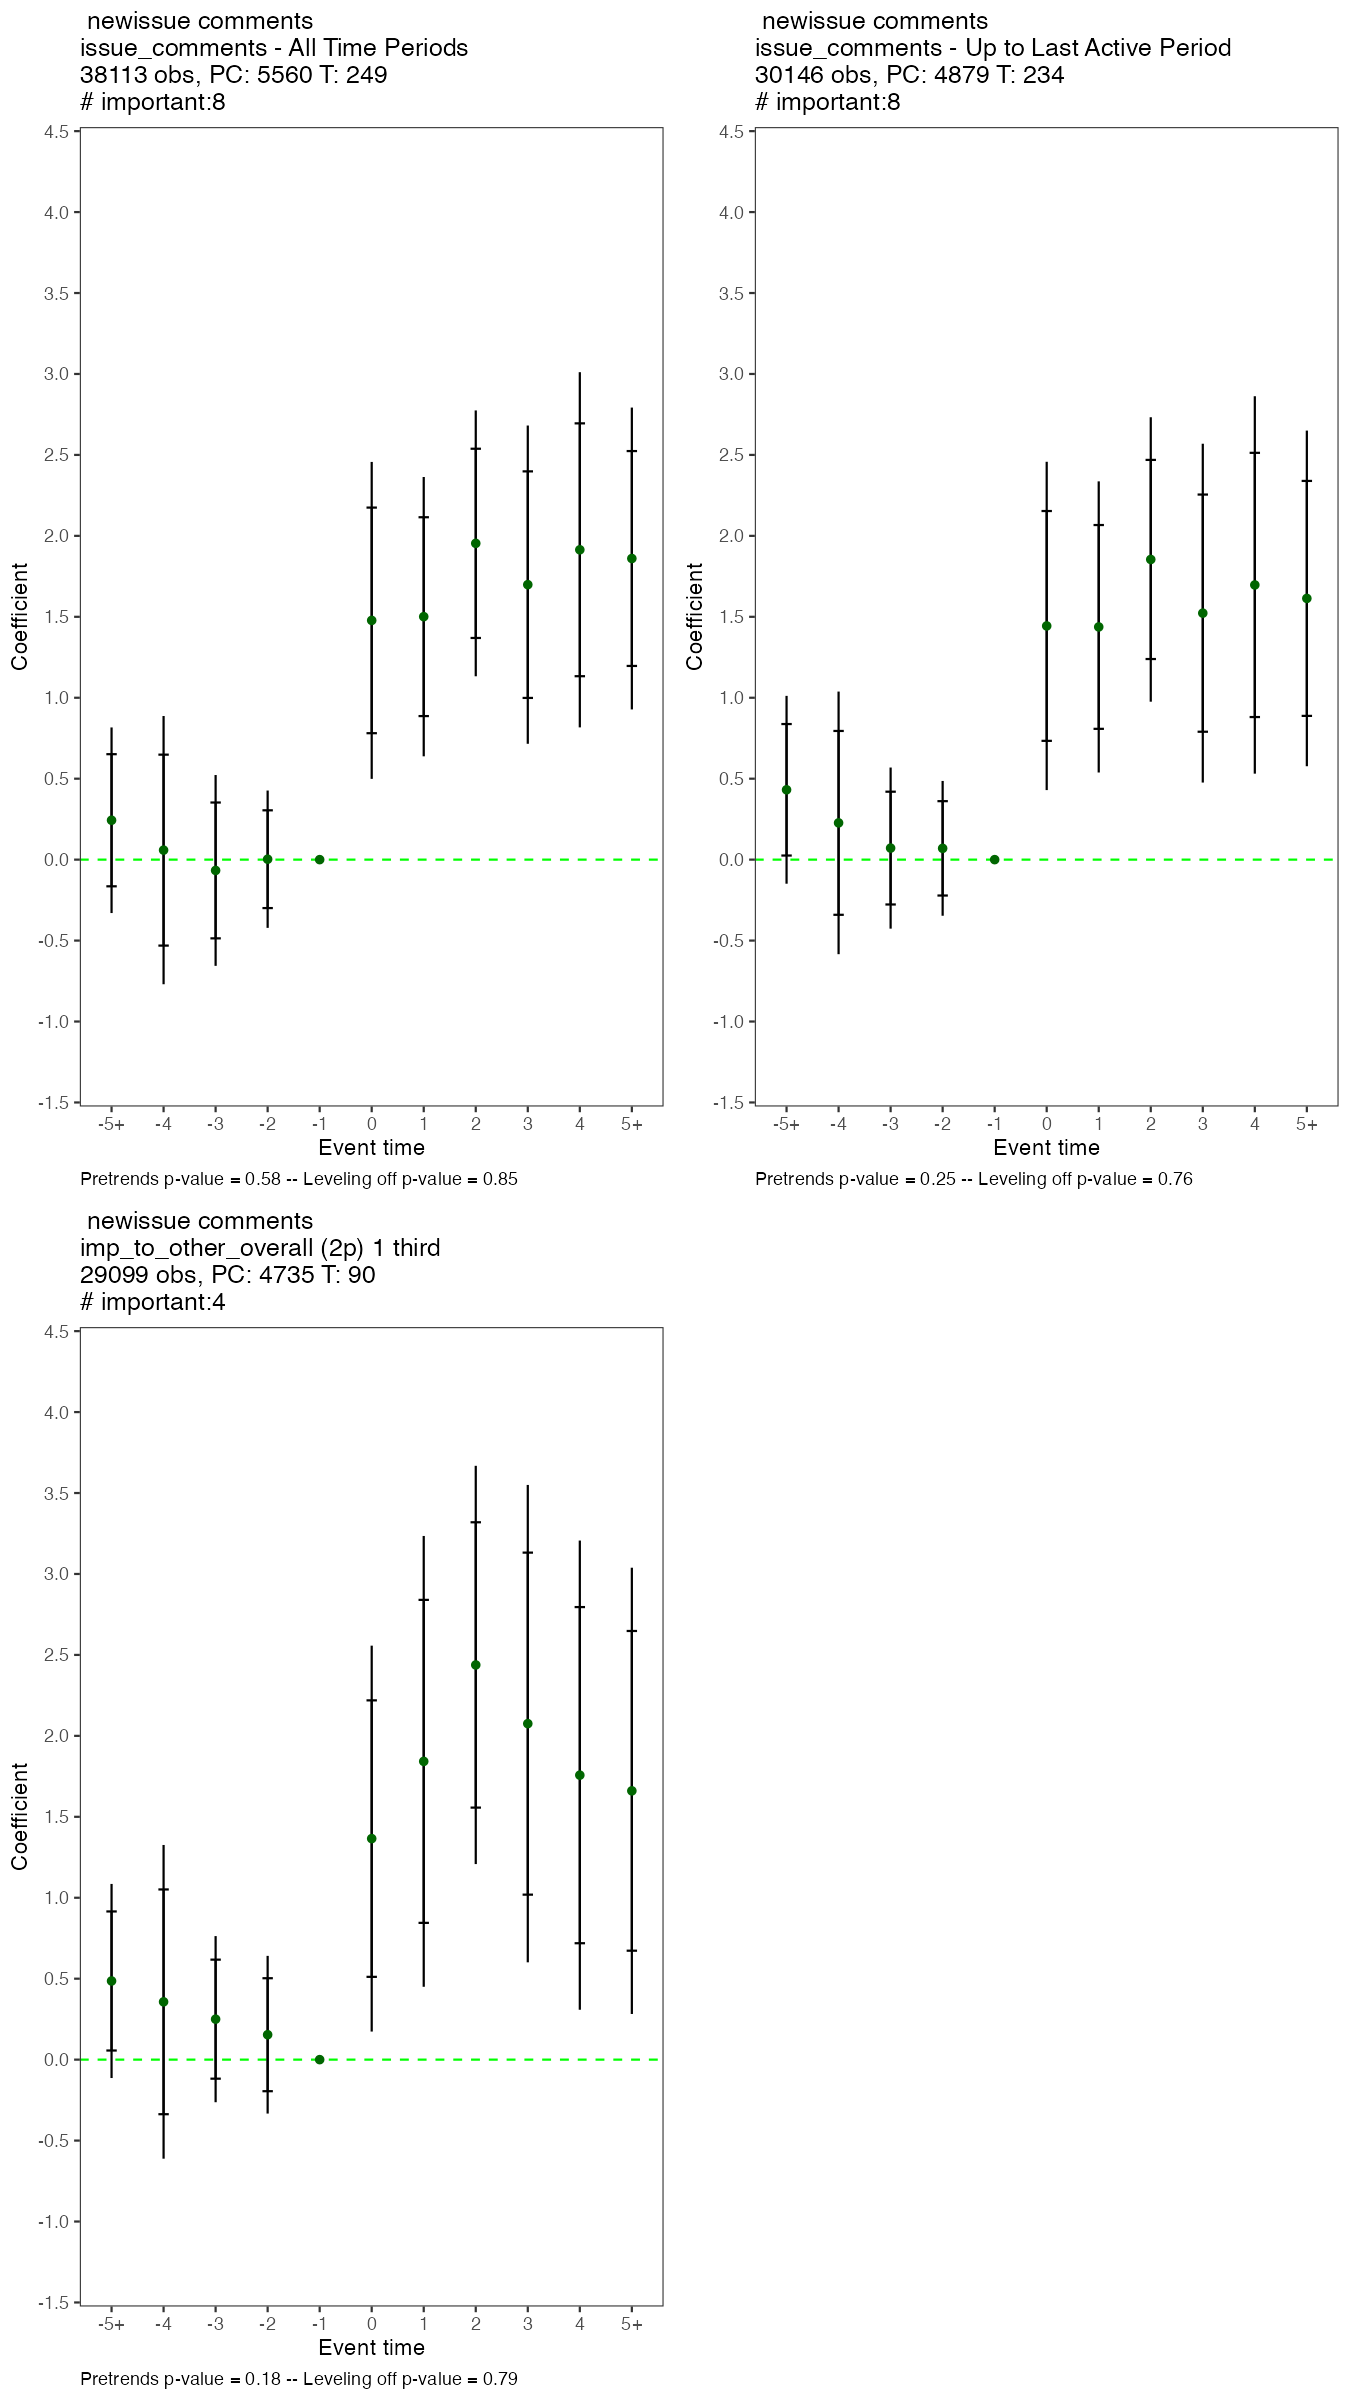 newissue comments
issue_comments - All Time Periods
38113 obs, PC: 5560 T: 249
# important:8
4.5
4.0
3.5
3.0
2.5
2.0
1.5
1.0
0.5
0.0
-0.5
-1.0
-1.5
Coefficient
-5+ -4 -3 -2 -1 0 1 2 3 4 5+
Event time
Pretrends p-value = 0.58 -- Leveling off p-value = 0.85
newissue comments
issue_comments - Up to Last Active Period
30146 obs, PC: 4879 T: 234
# important:8
4.5
4.0
3.5
3.0
2.5
2.0
1.5
1.0
0.5
0.0
-0.5
-1.0
-1.5
Coefficient
-5+ -4 -3 -2 -1 0 1 2 3 4 5+
Event time
Pretrends p-value = 0.25 -- Leveling off p-value = 0.76
newissue comments
imp_to_other_overall (2p) 1 third
29099 obs, PC: 4735 T: 90
# important:4
4.5
4.0
3.5
3.0
2.5
2.0
1.5
1.0
0.5
0.0
-0.5
-1.0
-1.5
Coefficient
-5+ -4 -3 -2 -1 0 1 2 3 4 5+
Event time
Pretrends p-value = 0.18 -- Leveling off p-value = 0.79